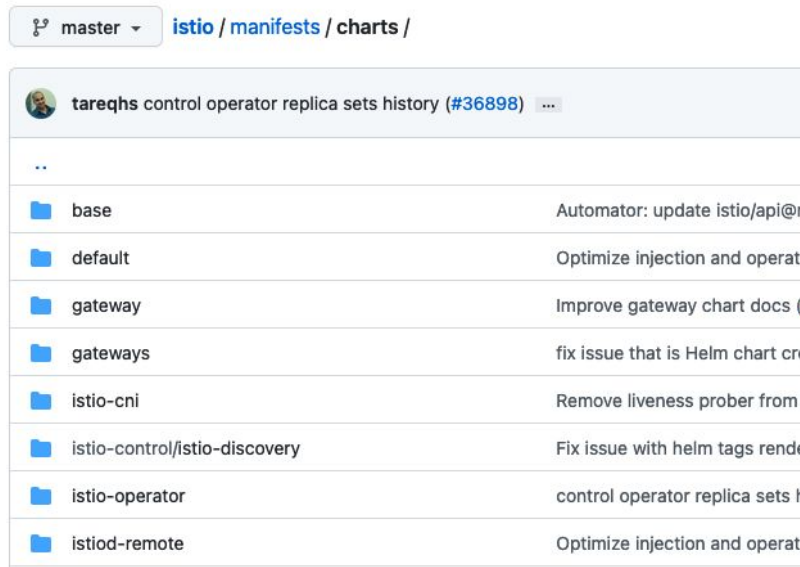 master istio / manifests / charts /
tareqhs control operator replica sets history (#36898) ...
..
base Automator: update istio/api@
default Optimize injection and operat
gateway Improve gateway chart docs (
gateways fix issue that is Helm chart cr
istio-cni Remove liveness prober from
istio-control/istio-discovery Fix issue with helm tags rende
istio-operator control operator replica sets h
istiod-remote Optimize injection and operat